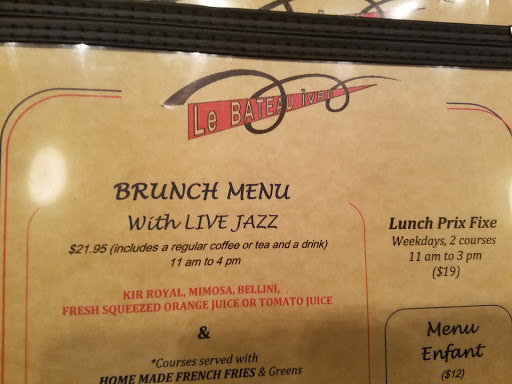 Le BATEAU IVRE
BRUNCH MENU
With LIVE JAZZ
$21.95 (includes a regular coffee or tea and a drink)
11 am to 4 pm
KIR ROYAL, MIMOSA, BELLINI,
FRESH SQUEEZED ORANGE JUICE OR TOMATO JUICE
&
*Courses served with
HOME MADE FRENCH FRIES & Greens
Lunch Prix Fixe
Weekdays, 2 courses
11 am to 3 pm
($19)
Menu
Enfant
($12)